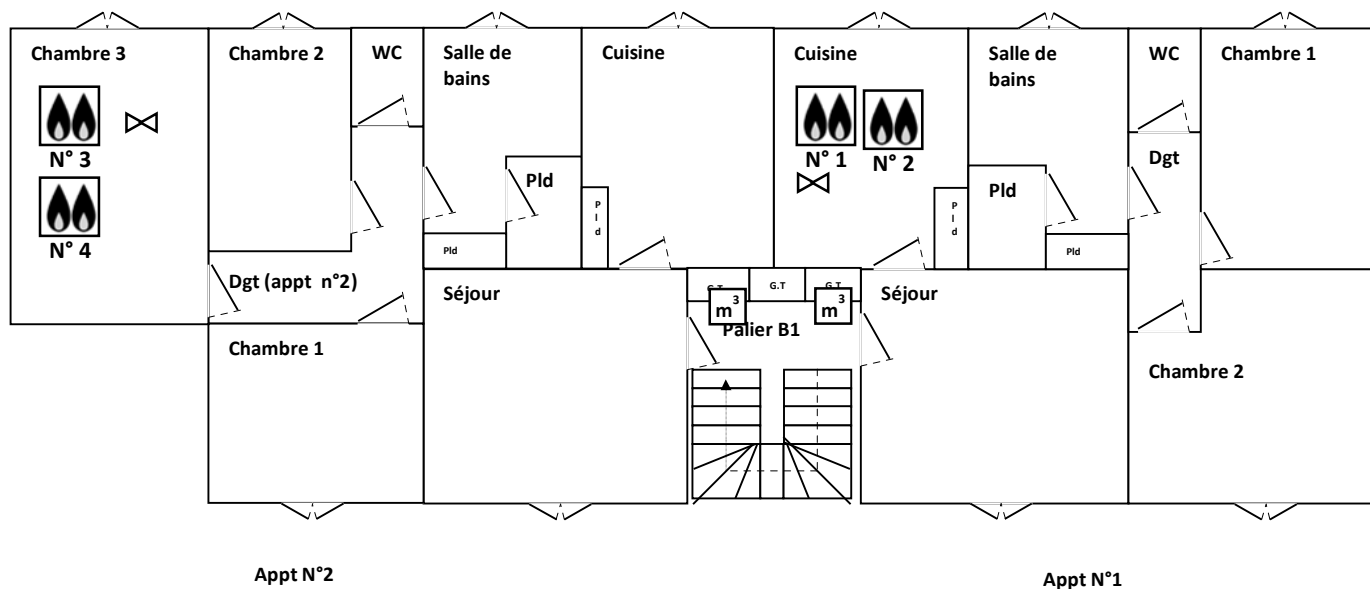 Chambre 3
Chambre 2
WC
Salle de
bains
Cuisine
Cuisine
Salle de
bains
WC
Chambre 1
N° 3
N° 4
N° 1
N° 2
Pld
Pld
Dgt
P
l
d
P
l
d
Pld
Pld
Dgt (appt n°2)
Séjour
G.T
G.T
G.T
Séjour
m³
m³
Palier B1
Chambre 1
Chambre 2
Appt N°2
Appt N°1